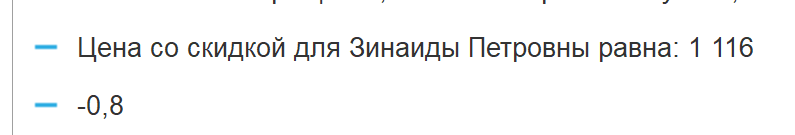 Цена со скидкой для Зинаиды Петровны равна: 1 116
-0,8